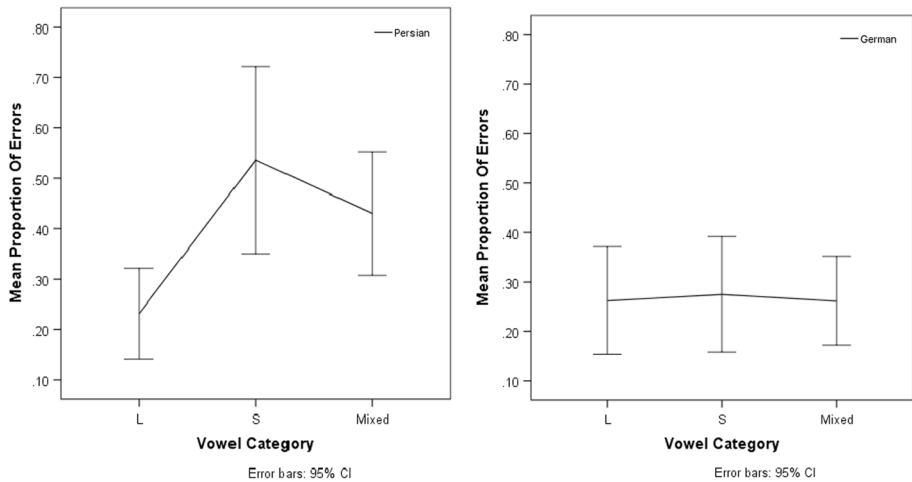 Persian
Mean Proportion Of Errors
.80
.70
.60
.50
.40
.30
.20
.10
L S Mixed
Vowel Category
Error bars: 95% CI
German
Mean Proportion Of Errors
.80
.70
.60
.50
.40
.30
.20
.10
L S Mixed
Vowel Category
Error bars: 95% CI